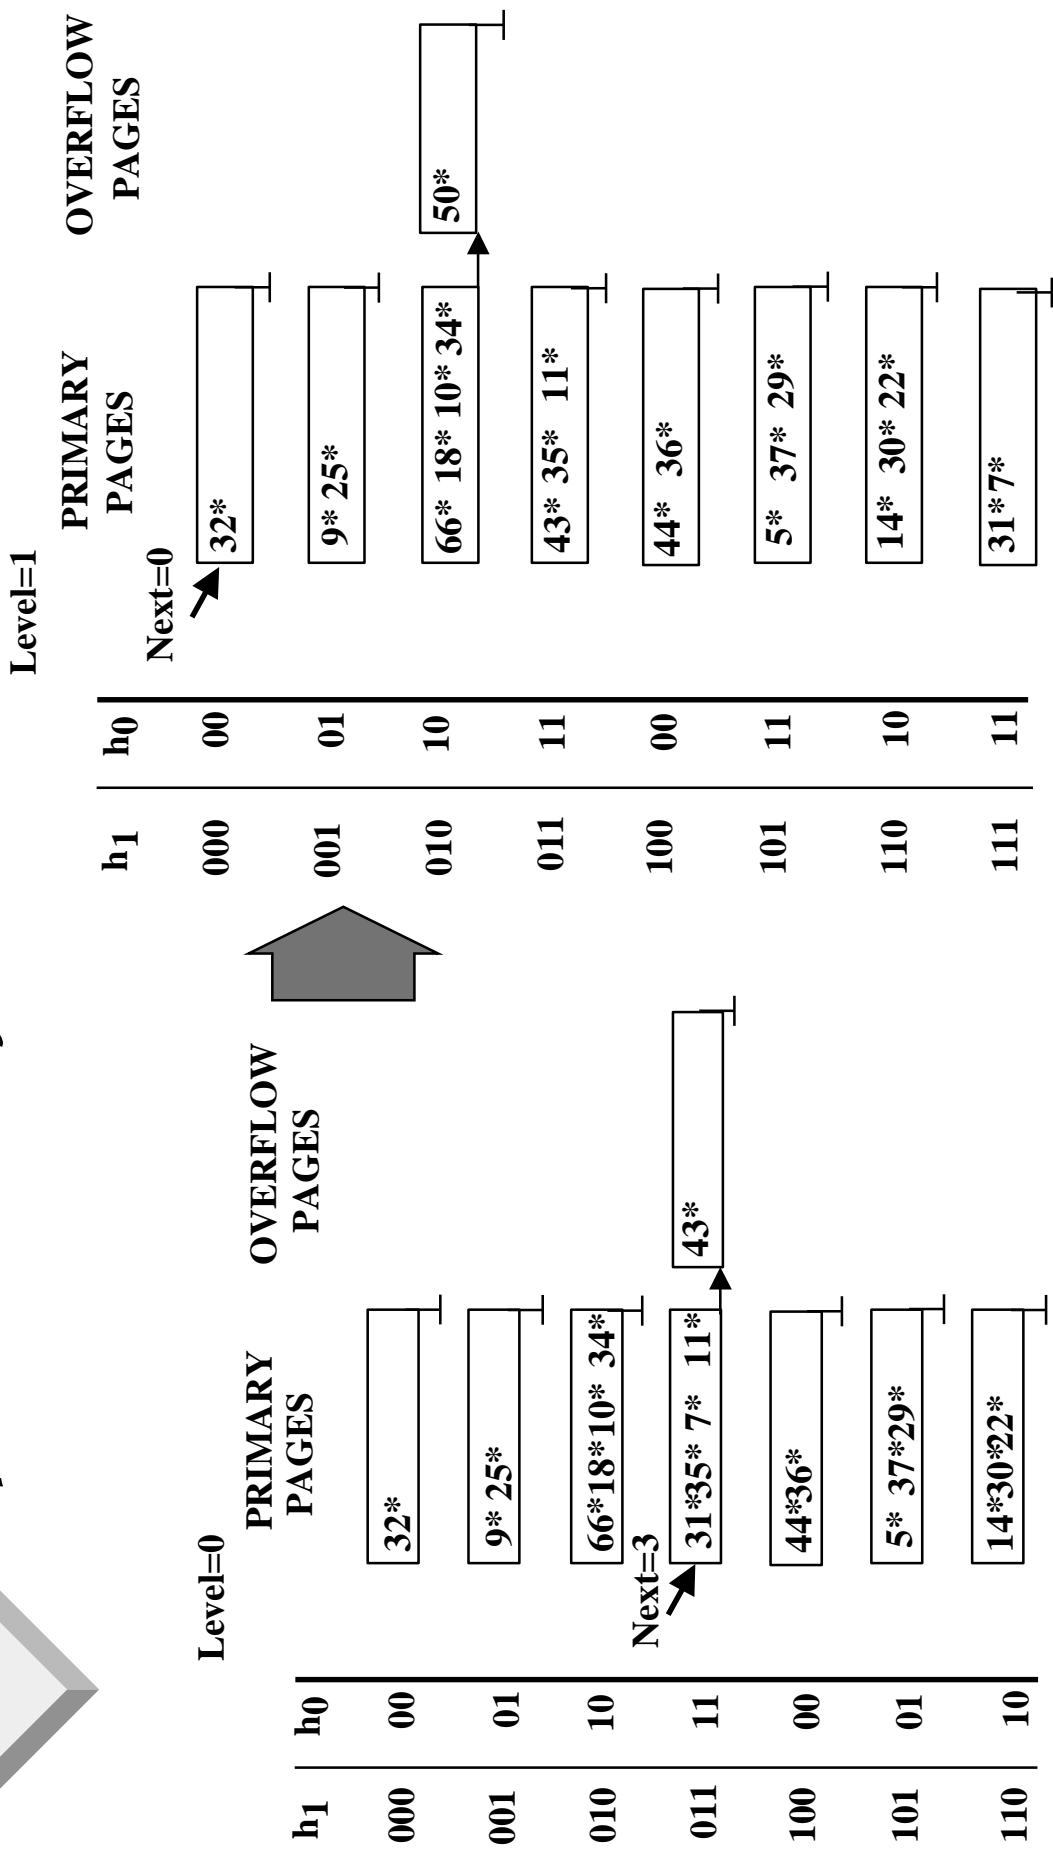 Level=0
PRIMARY
PAGES
OVERFLOW
PAGES
h1 h0
000 00 32*
001 01 9* 25*
010 10 66* 18* 10* 34*
Next=3
011 11 31* 35* 7* 11* 43*
100 00 44* 36*
101 01 5* 37* 29*
110 10 14* 30* 22*
Level=1
PRIMARY
PAGES
OVERFLOW
PAGES
h1 h0
Next=0
000 00 32*
001 01 9* 25*
010 10 66* 18* 10* 34* 50*
011 11 43* 35* 11*
100 00 44* 36*
101 11 5* 37* 29*
110 10 14* 30* 22*
111 11 31* 7*